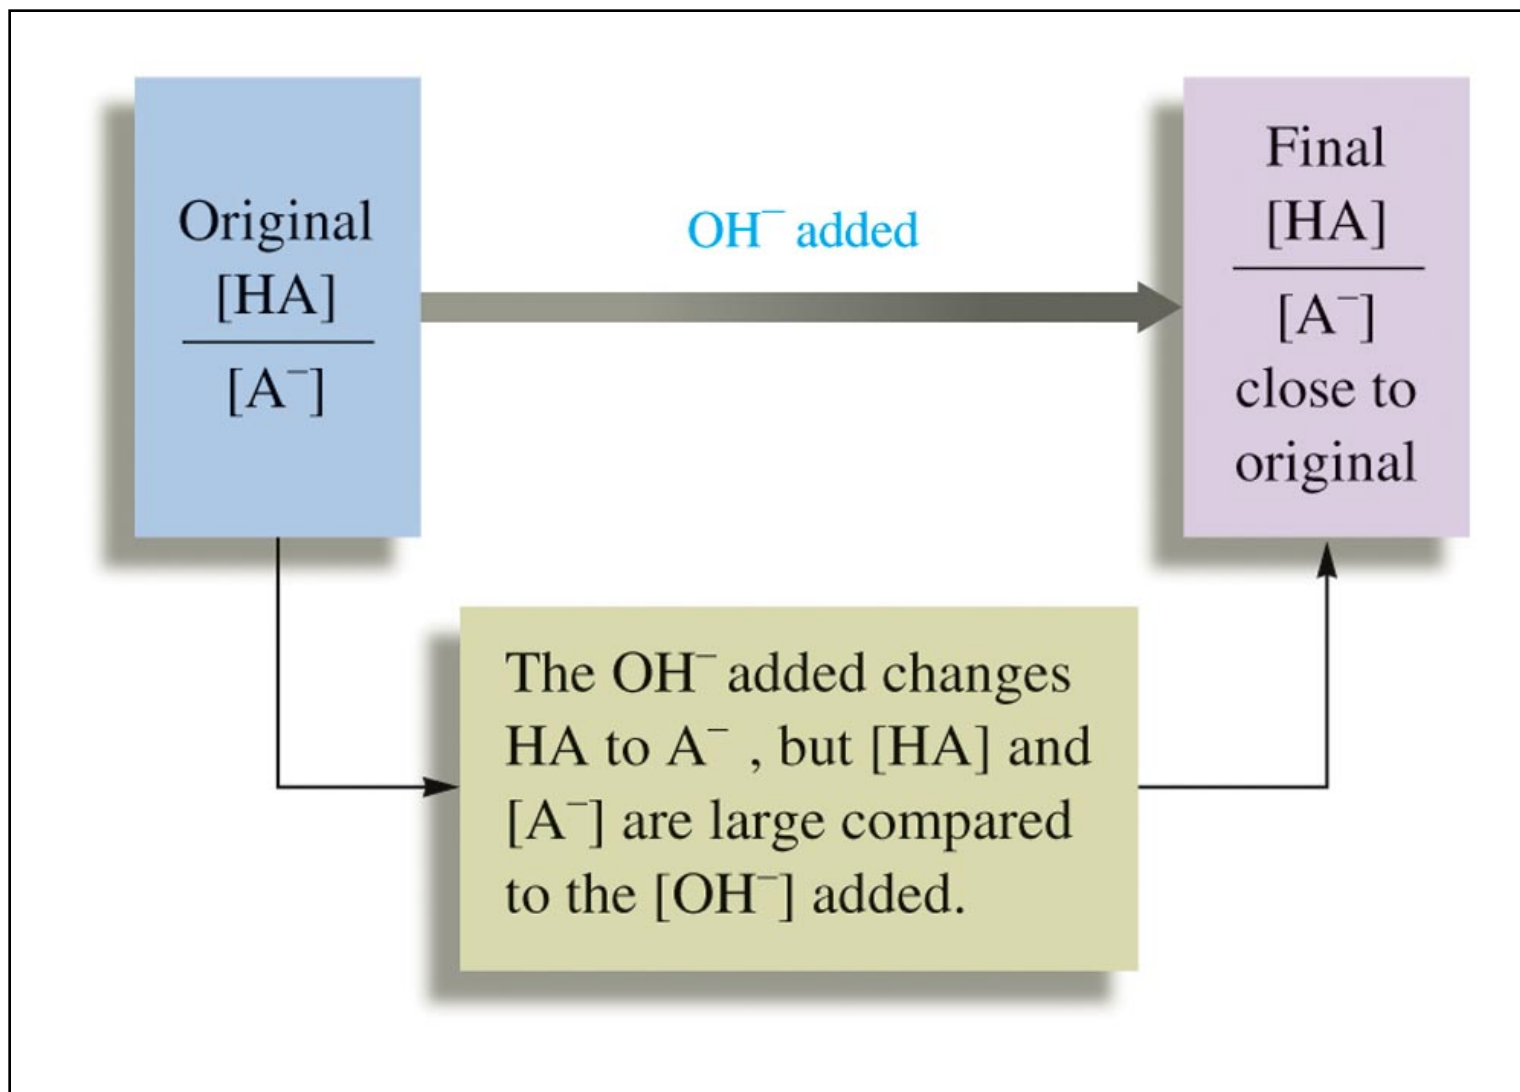 Original
[HA]
[A⁻]
OH⁻ added
Final
[HA]
[A⁻]
close to
original
The OH⁻ added changes
HA to A⁻ , but [HA] and
[A⁻] are large compared
to the [OH⁻] added.